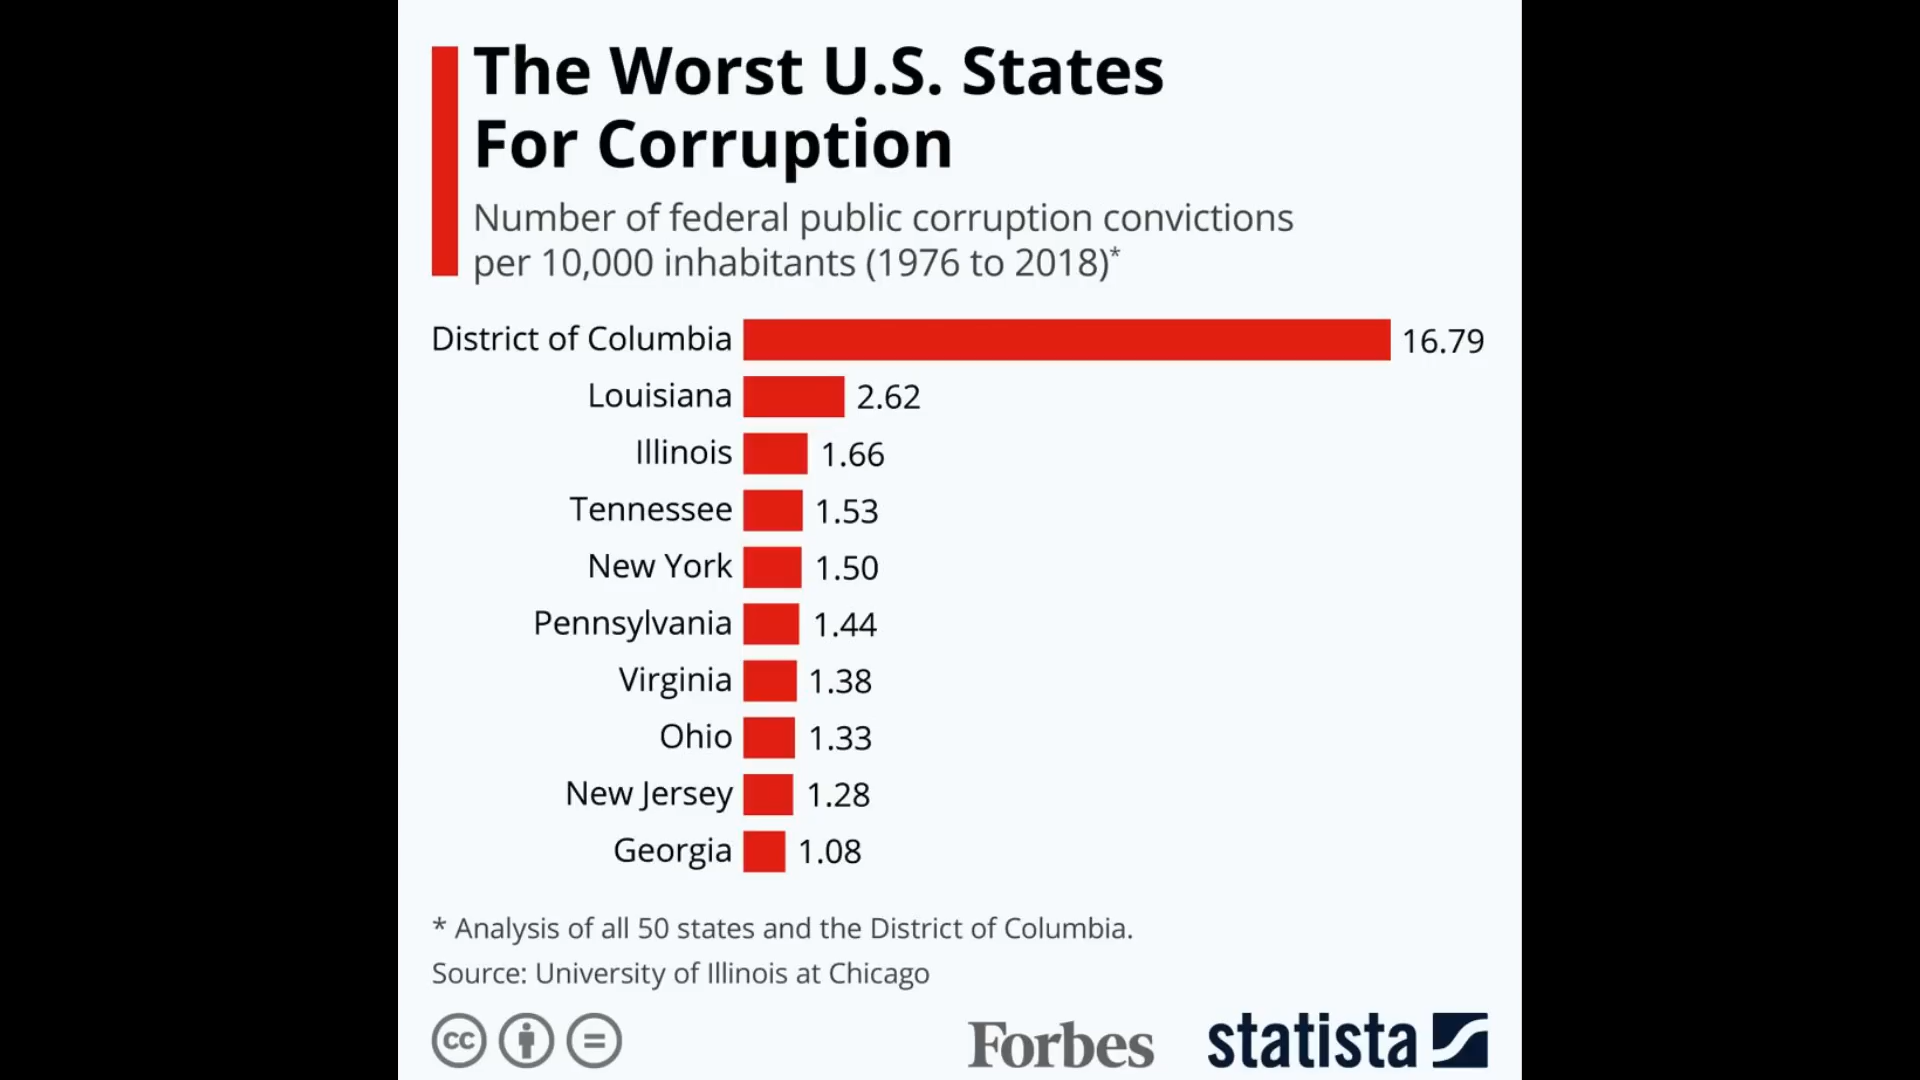 The Worst U.S. States
For Corruption
Number of federal public corruption convictions
per 10,000 inhabitants (1976 to 2018)*
District of Columbia 16.79
Louisiana 2.62
Illinois 1.66
Tennessee 1.53
New York 1.50
Pennsylvania 1.44
Virginia 1.38
Ohio 1.33
New Jersey 1.28
Georgia 1.08
* Analysis of all 50 states and the District of Columbia.
Source: University of Illinois at Chicago
cc = Forbes statista